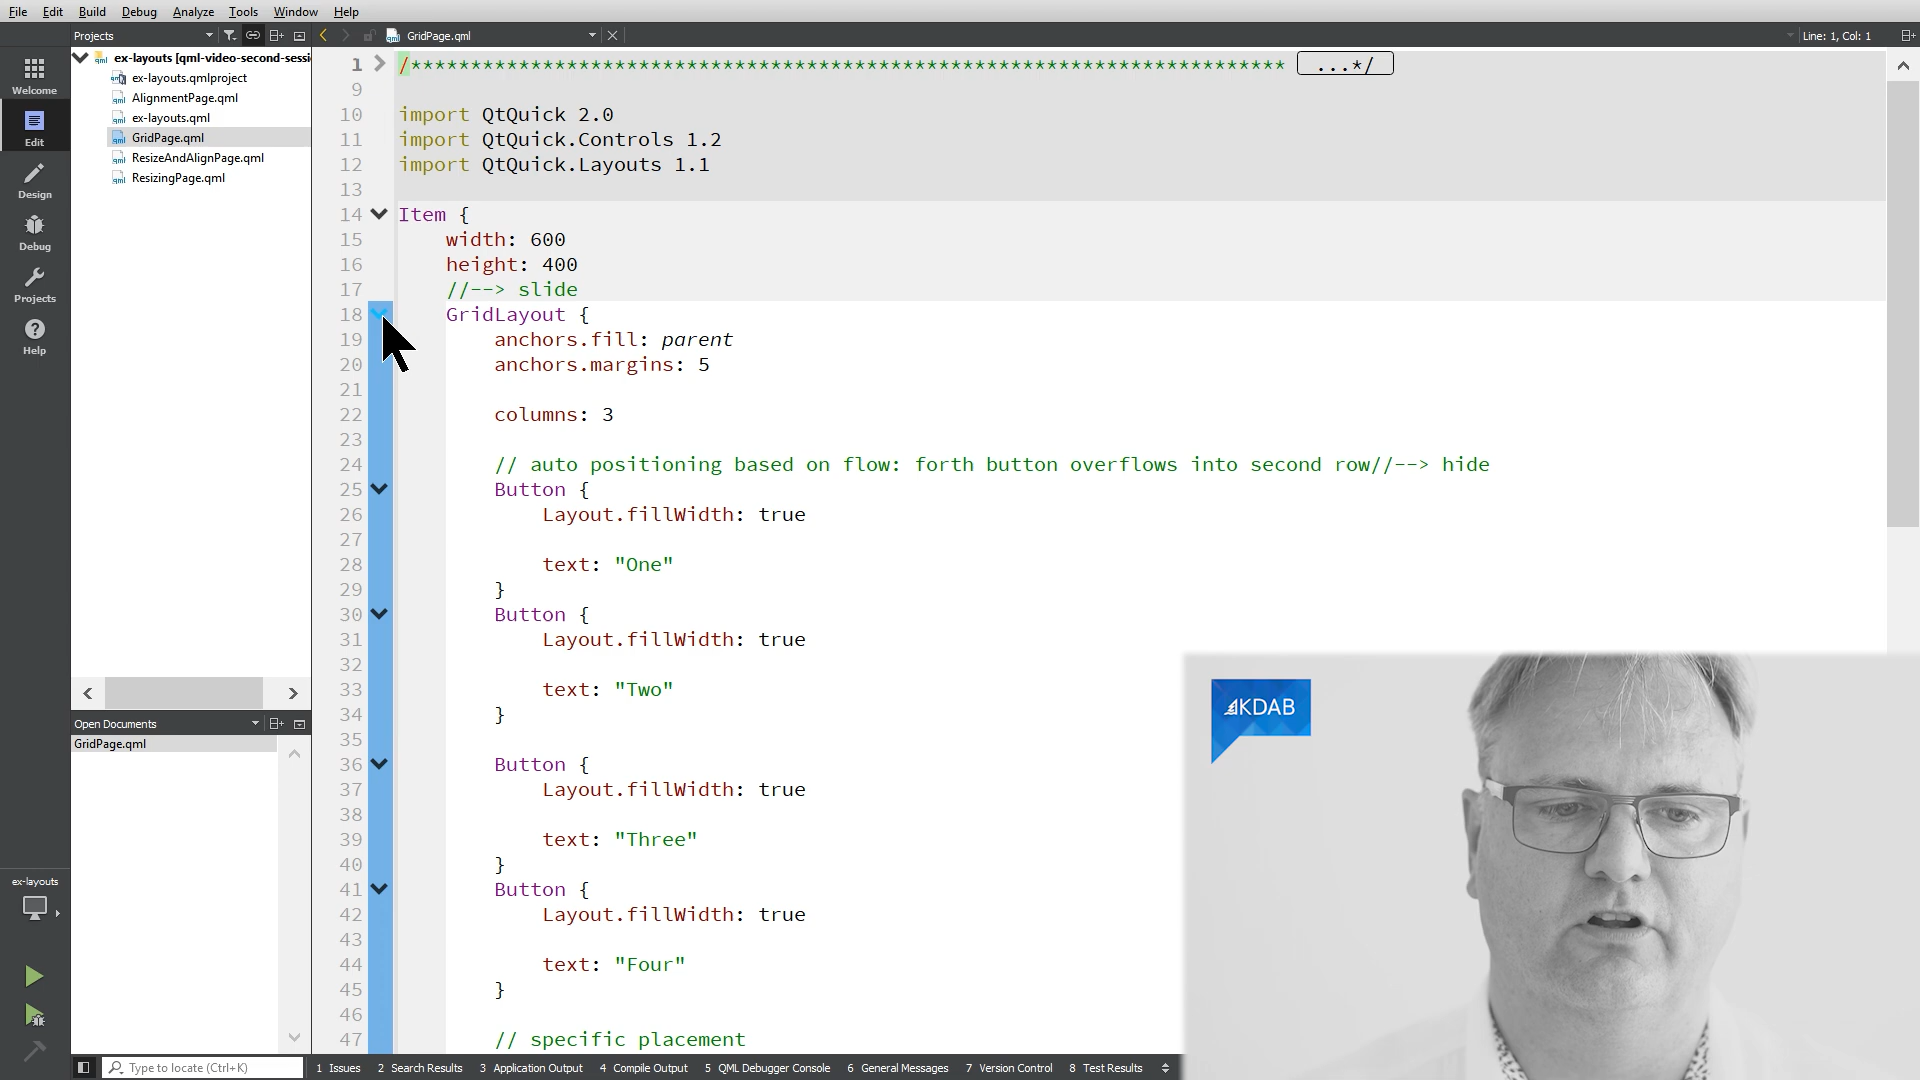 File Edit Build Debug Analyze Tools Window Help
Projects
GridPage.qml
Line: 1, Col: 1
Welcome
Edit
Design
Debug
Projects
Help
ex-layouts [qml-video-second-sessi
ex-layouts.qmlproject
AlignmentPage.qml
ex-layouts.qml
GridPage.qml
ResizeAndAlignPage.qml
ResizingPage.qml
Open Documents
GridPage.qml
ex-layouts
1 /************************************************************************* ...*/
9
10 import QtQuick 2.0
11 import QtQuick.Controls 1.2
12 import QtQuick.Layouts 1.1
13
14 Item {
15 width: 600
16 height: 400
17 //--> slide
18 GridLayout {
19 anchors.fill: parent
20 anchors.margins: 5
21
22 columns: 3
23
24 // auto positioning based on flow: forth button overflows into second row//--> hide
25 Button {
26 Layout.fillWidth: true
27
28 text: "One"
29 }
30 Button {
31 Layout.fillWidth: true
32
33 text: "Two"
34 }
35
36 Button {
37 Layout.fillWidth: true
38
39 text: "Three"
40 }
41 Button {
42 Layout.fillWidth: true
43
44 text: "Four"
45 }
46
47 // specific placement
KDAB
Type to locate (Ctrl+K) 1 Issues 2 Search Results 3 Application Output 4 Compile Output 5 QML Debugger Console 6 General Messages 7 Version Control 8 Test Results